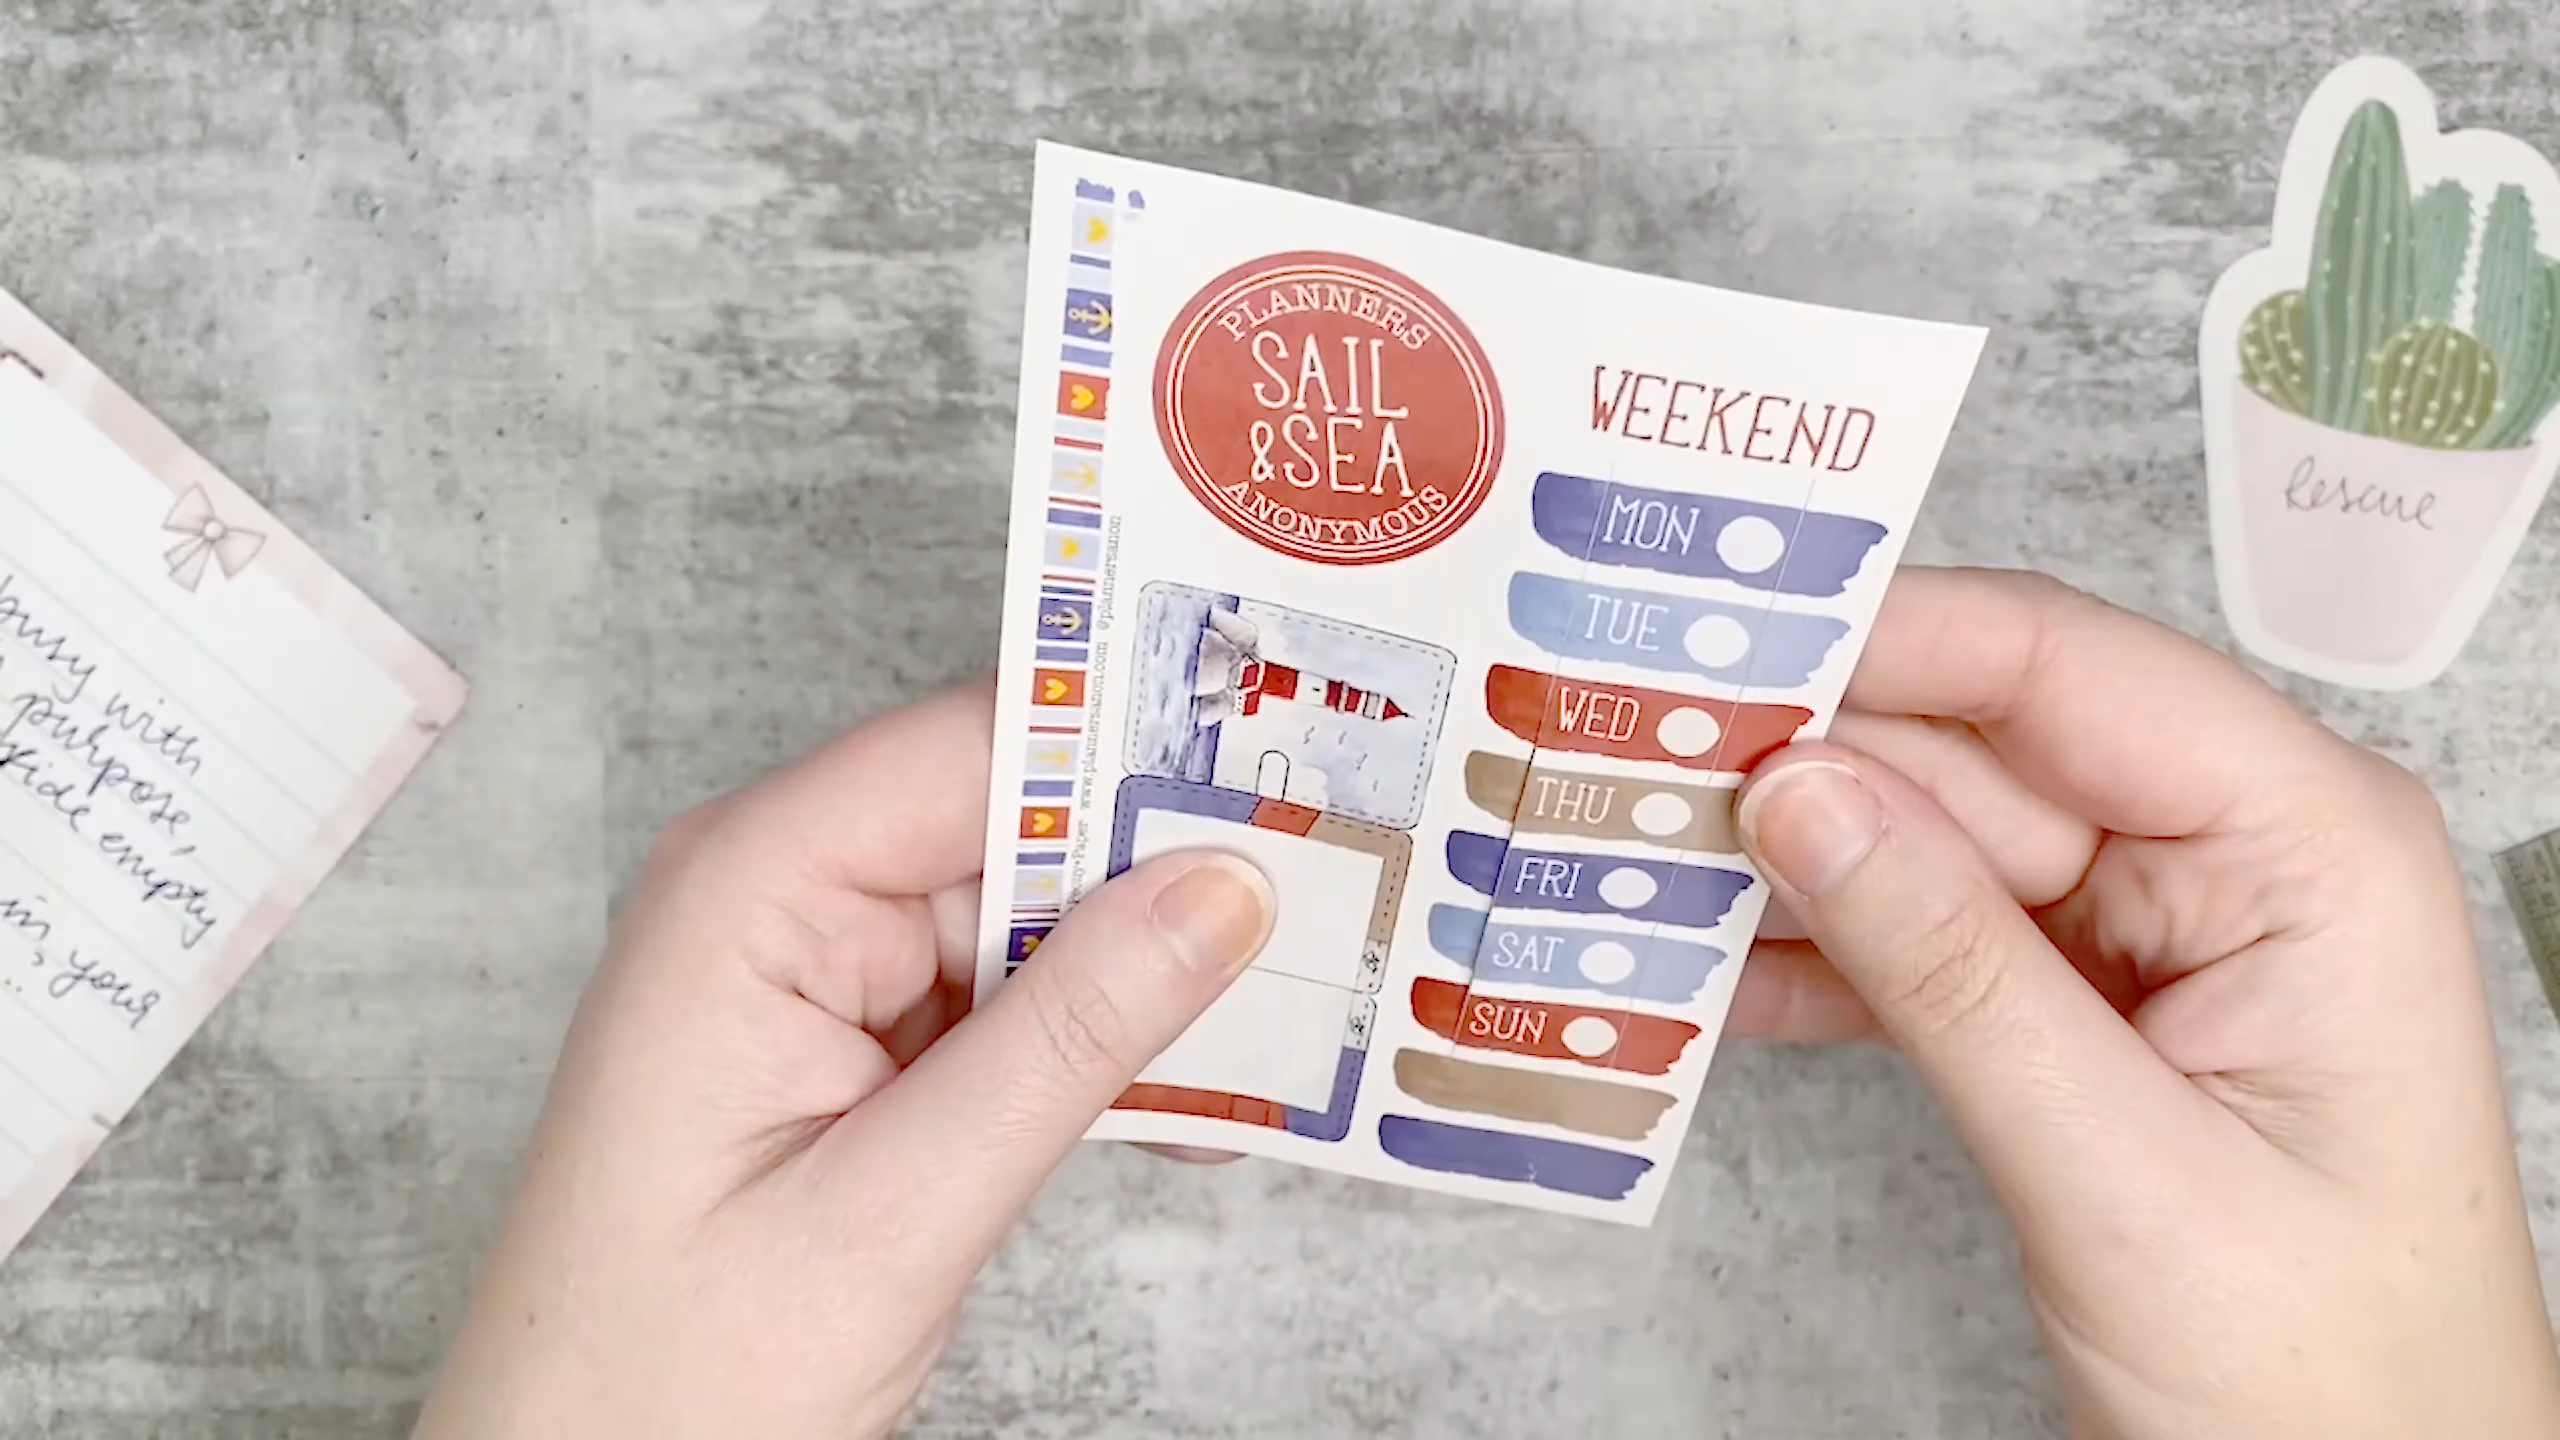 busy with
purpose,
empty
in your
PLANNERS
SAIL
&SEA
ANONYMOUS
www.plannersanon.com @plannersanon
WEEKEND
MON
TUE
WED
THU
FRI
SAT
SUN
Rescue